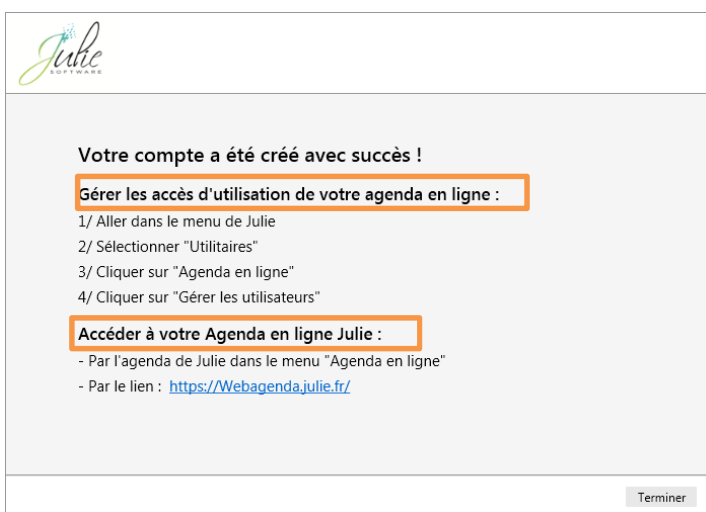 Julie
SOFTWARE
Votre compte a été créé avec succès !
Gérer les accès d'utilisation de votre agenda en ligne :
1/ Aller dans le menu de Julie
2/ Sélectionner "Utilitaires"
3/ Cliquer sur "Agenda en ligne"
4/ Cliquer sur "Gérer les utilisateurs"
Accéder à votre Agenda en ligne Julie :
- Par l'agenda de Julie dans le menu "Agenda en ligne"
- Par le lien : https://Webagenda.julie.fr/
Terminer